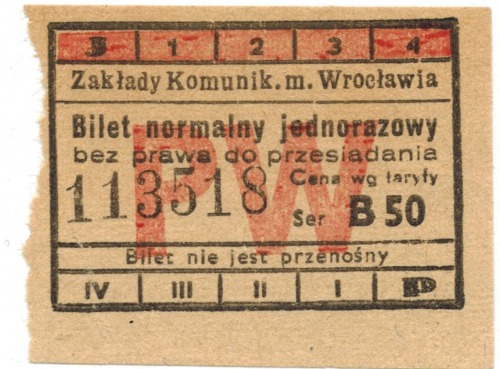 B 1 2 3 4
Zakłady Komunik. m. Wrocławia
PW
Bilet normalny jednorazowy
bez prawa do przesiadania
113518 Cena wg taryfy
Ser B 50
Bilet nie jest przenośny
IV III II I